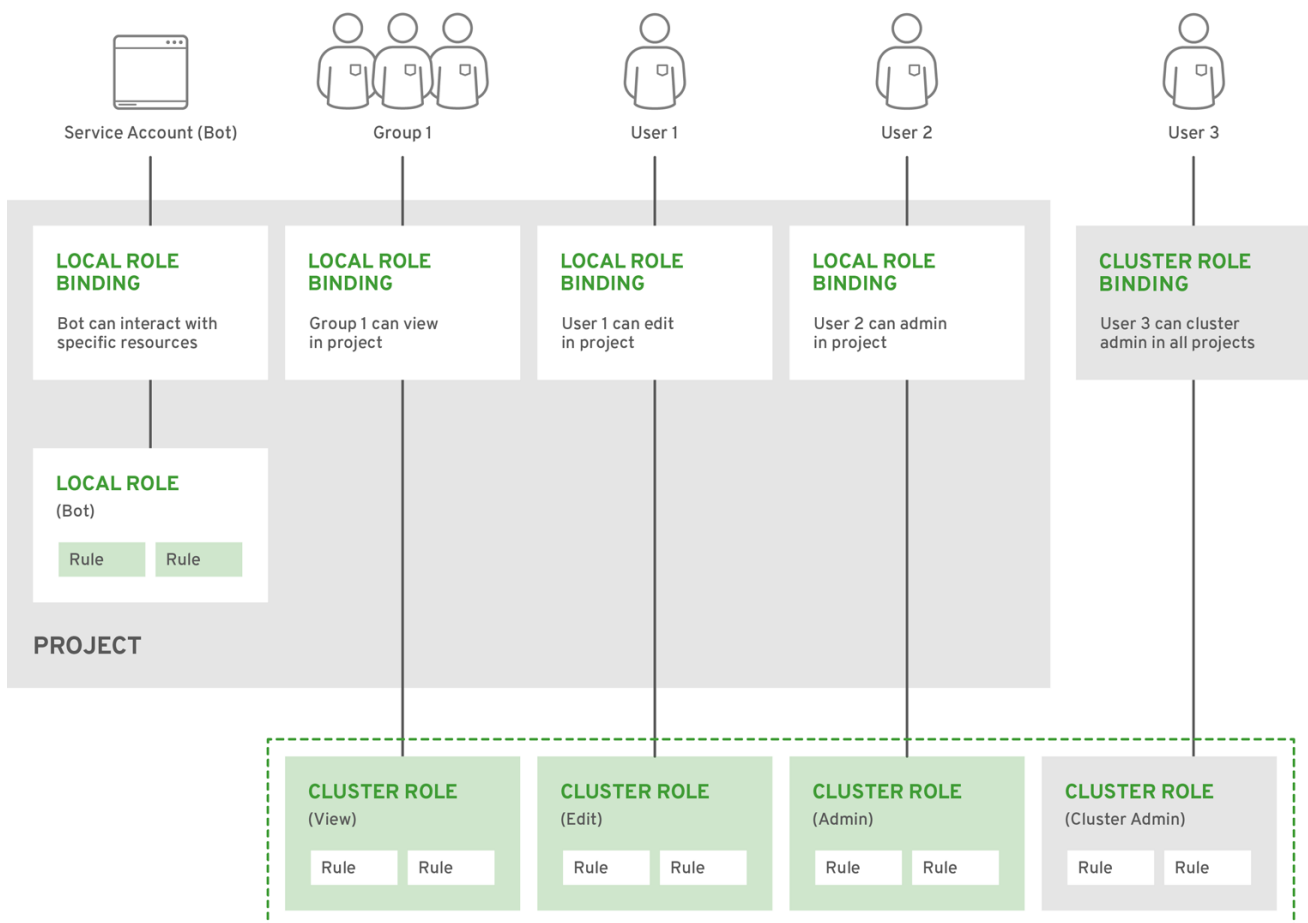 Service Account (Bot)
Group 1
User 1
User 2
User 3
LOCAL ROLE
BINDING
Bot can interact with
specific resources
LOCAL ROLE
BINDING
Group 1 can view
in project
LOCAL ROLE
BINDING
User 1 can edit
in project
LOCAL ROLE
BINDING
User 2 can admin
in project
CLUSTER ROLE
BINDING
User 3 can cluster
admin in all projects
LOCAL ROLE
(Bot)
Rule
Rule
PROJECT
CLUSTER ROLE
(View)
Rule
Rule
CLUSTER ROLE
(Edit)
Rule
Rule
CLUSTER ROLE
(Admin)
Rule
Rule
CLUSTER ROLE
(Cluster Admin)
Rule
Rule